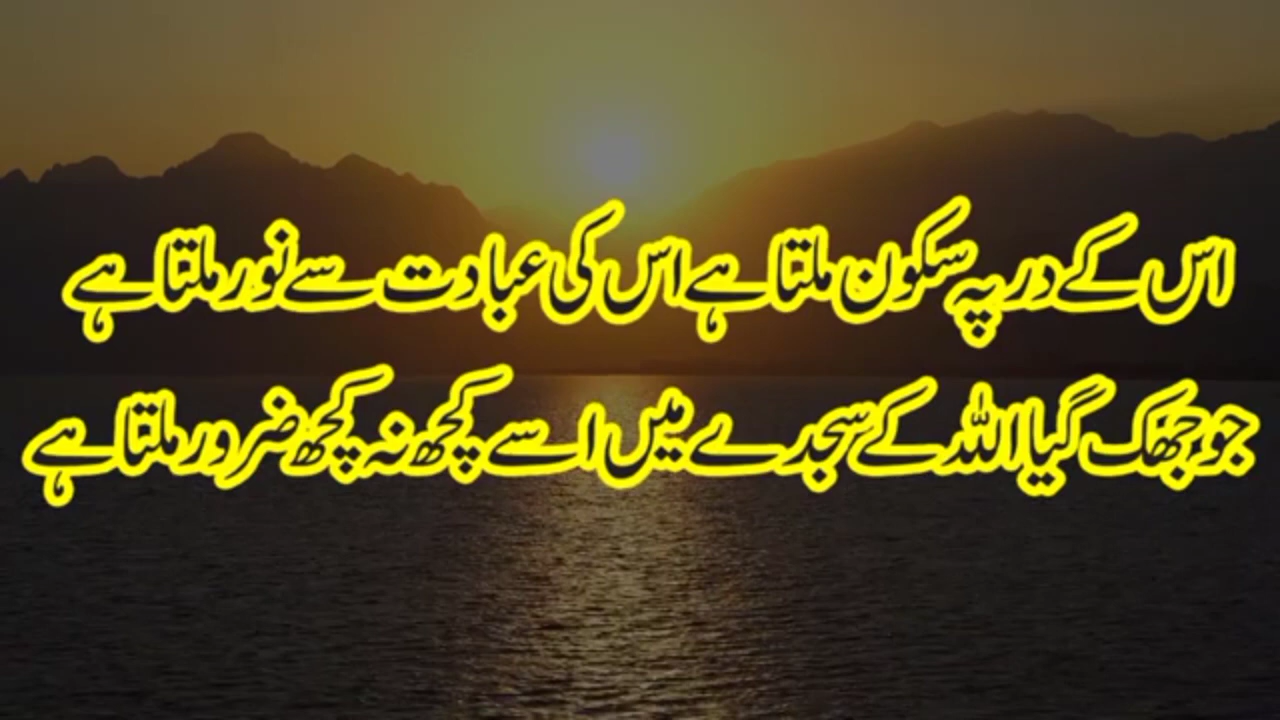 اس کے در پہ سکون ملتا ہے اس کی عبادت سے نور ملتا ہے
جو جھک گیا اللہ کے سجدے میں اسے کچھ نہ کچھ ضرور ملتا ہے